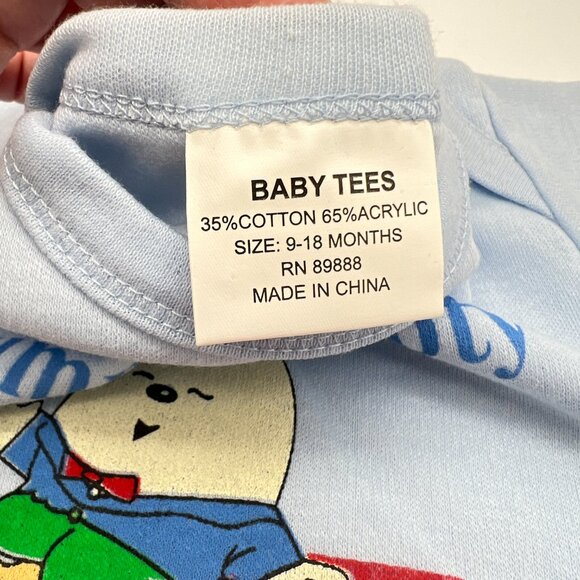 BABY TEES
35%COTTON 65%ACRYLIC
SIZE: 9-18 MONTHS
RN 89888
MADE IN CHINA